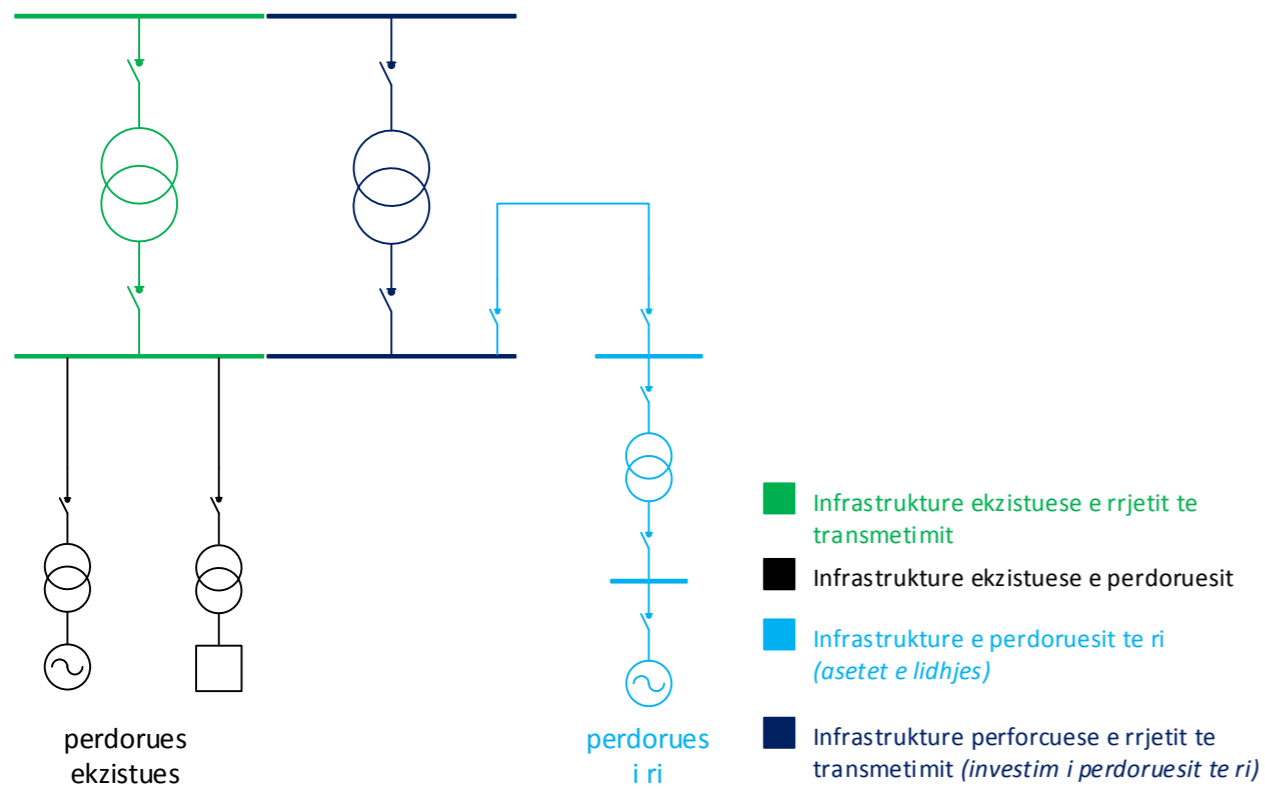 Infrastrukture ekzistuese e rrjetit te
transmetimit
Infrastrukture ekzistuese e perdoruesit
Infrastrukture e perdoruesit te ri
(asetet e lidhjes)
Infrastrukture perforcuese e rrjetit te
transmetimit (investim i perdoruesit te ri)
perdorues
ekzistues
perdorues
i ri